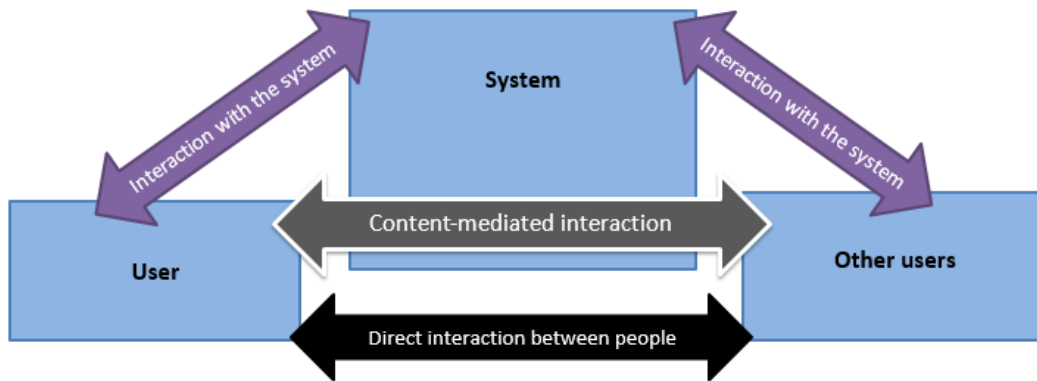 System
Interaction with the system
Interaction with the system
Content-mediated interaction
User
Other users
Direct interaction between people